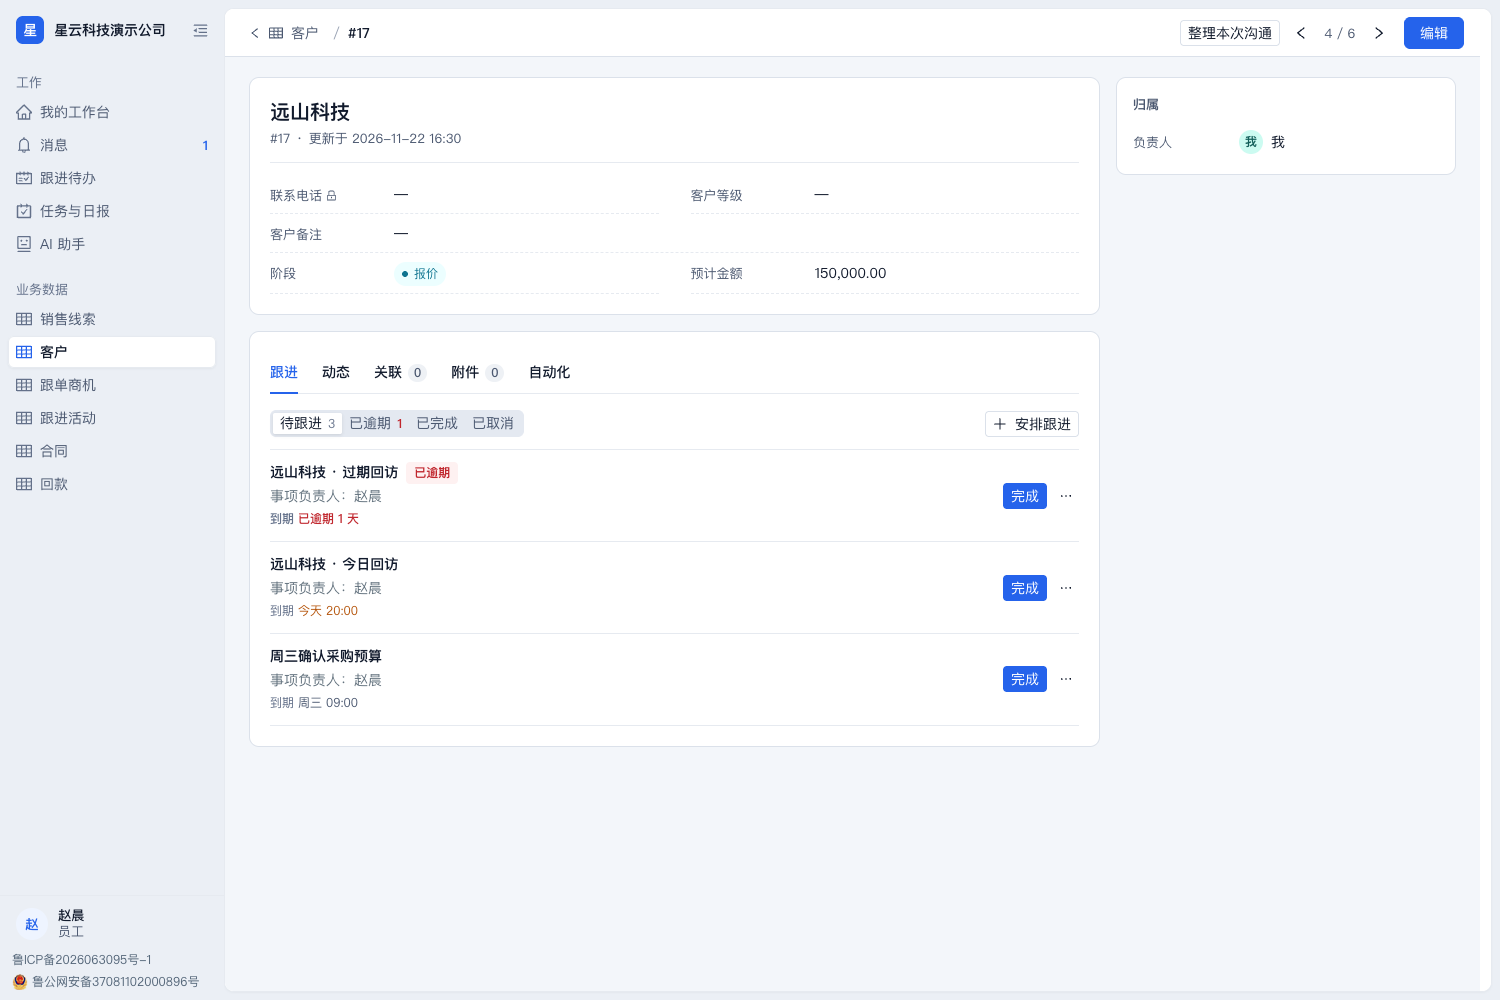 星 星云科技演示公司
工作
我的工作台
消息 1
跟进待办
任务与日报
AI 助手
业务数据
销售线索
客户
跟单商机
跟进活动
合同
回款
赵 赵晨
员工
鲁ICP备2026063095号-1
鲁公网安备37081102000896号
客户 / #17
整理本次沟通 4 / 6 编辑
远山科技
#17 · 更新于 2026-11-22 16:30
联系电话 — 客户等级 —
客户备注 —
阶段 报价 预计金额 150,000.00
跟进 动态 关联 0 附件 0 自动化
待跟进 3 已逾期 1 已完成 已取消 安排跟进
远山科技 · 过期回访 已逾期
事项负责人: 赵晨
到期 已逾期 1 天
完成 ···
远山科技 · 今日回访
事项负责人: 赵晨
到期 今天 20:00
完成 ···
周三确认采购预算
事项负责人: 赵晨
到期 周三 09:00
完成 ···
归属
负责人 我 我